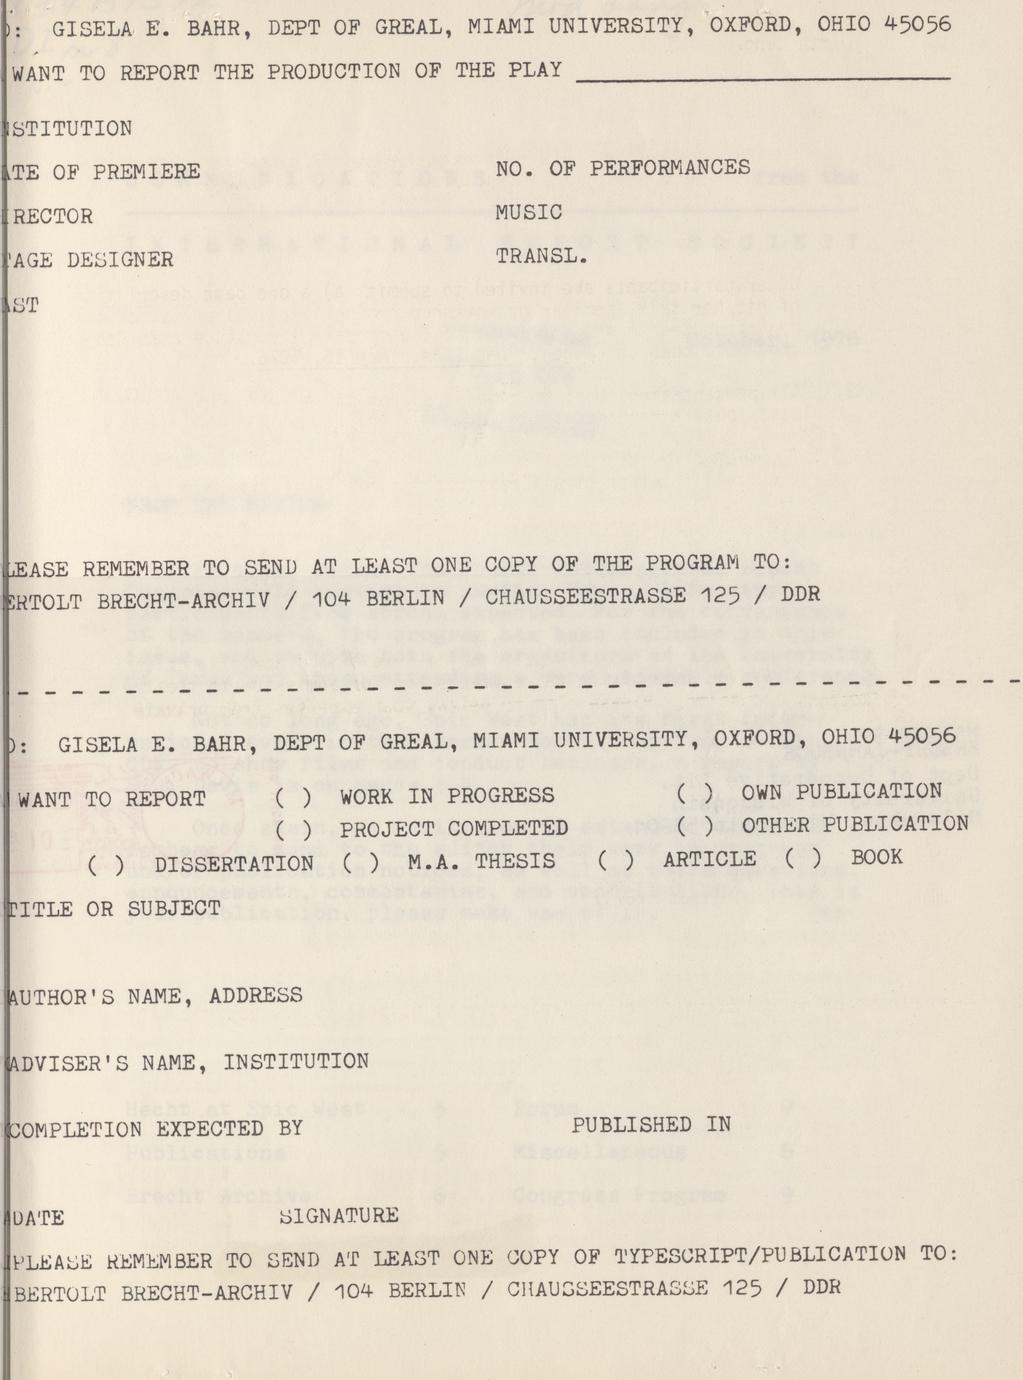 : GISELA E. BAHR, DEPT OF GREAL, MIAMI UNIVERSITY, OXFORD, OHIO 45056
WANT TO REPORT THE PRODUCTION OF THE PLAY
STITUTION
TE OF PREMIERE NO. OF PERFORMANCES
RECTOR MUSIC
AGE DESIGNER TRANSL.
ST
LEASE REMEMBER TO SEND AT LEAST ONE COPY OF THE PROGRAM TO:
ERTOLT BRECHT-ARCHIV / 104 BERLIN / CHAUSSEESTRASSE 125 / DDR
: GISELA E. BAHR, DEPT OF GREAL, MIAMI UNIVERSITY, OXFORD, OHIO 45056
WANT TO REPORT ( ) WORK IN PROGRESS ( ) OWN PUBLICATION
( ) PROJECT COMPLETED ( ) OTHER PUBLICATION
( ) DISSERTATION ( ) M.A. THESIS ( ) ARTICLE ( ) BOOK
TITLE OR SUBJECT
AUTHOR'S NAME, ADDRESS
ADVISER'S NAME, INSTITUTION
COMPLETION EXPECTED BY PUBLISHED IN
DATE SIGNATURE
PLEASE REMEMBER TO SEND AT LEAST ONE COPY OF TYPESCRIPT/PUBLICATION TO:
BERTOLT BRECHT-ARCHIV / 104 BERLIN / CHAUSSEESTRASSE 125 / DDR